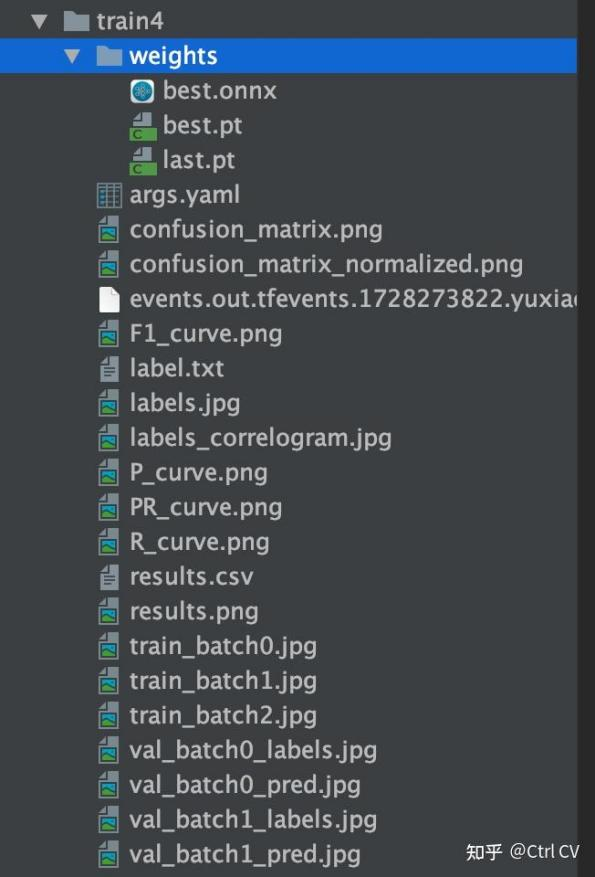 train4
weights
best.onnx
best.pt
last.pt
args.yaml
confusion_matrix.png
confusion_matrix_normalized.png
events.out.tfevents.1728273822.yuxiao
F1_curve.png
label.txt
labels.jpg
labels_correlogram.jpg
P_curve.png
PR_curve.png
R_curve.png
results.csv
results.png
train_batch0.jpg
train_batch1.jpg
train_batch2.jpg
val_batch0_labels.jpg
val_batch0_pred.jpg
val_batch1_labels.jpg
val_batch1_pred.jpg
知乎 @Ctrl CV